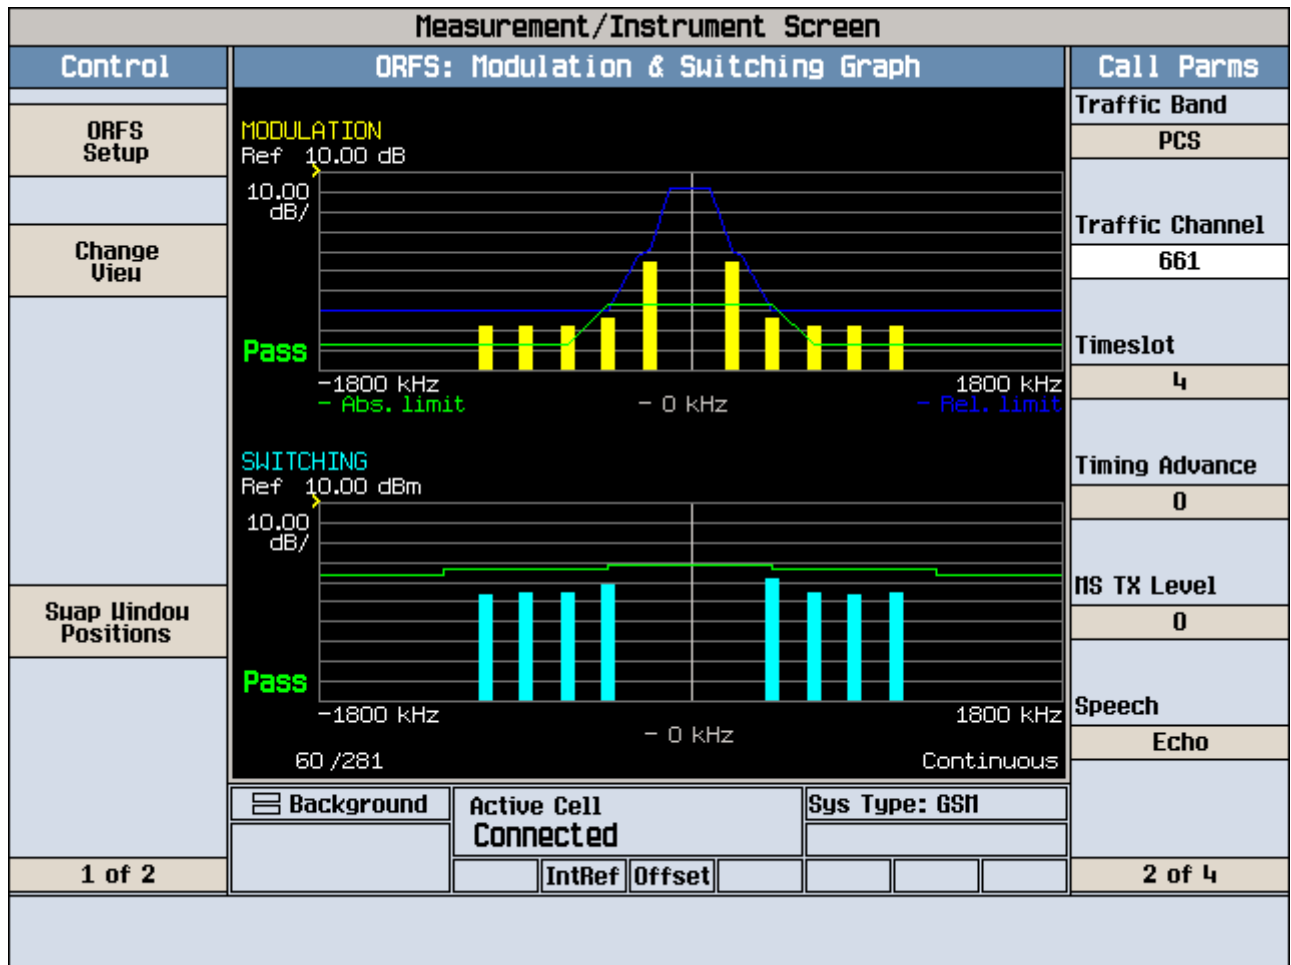 Measurement/Instrument Screen
Control
ORFS: Modulation & Switching Graph
Call Parms
ORFS
Setup
Change
View
Swap Window
Positions
1 of 2
MODULATION
Ref 10.00 dB
10.00
dB/
Pass
-1800 kHz
1800 kHz
- Abs. limit
- 0 kHz
- Rel. limit
SWITCHING
Ref 10.00 dBm
10.00
dB/
Pass
-1800 kHz
1800 kHz
- 0 kHz
60 /281
Continuous
Background
Active Cell
Connected
Sys Type: GSM
IntRef
Offset
Traffic Band
PCS
Traffic Channel
661
Timeslot
4
Timing Advance
0
MS TX Level
0
Speech
Echo
2 of 4